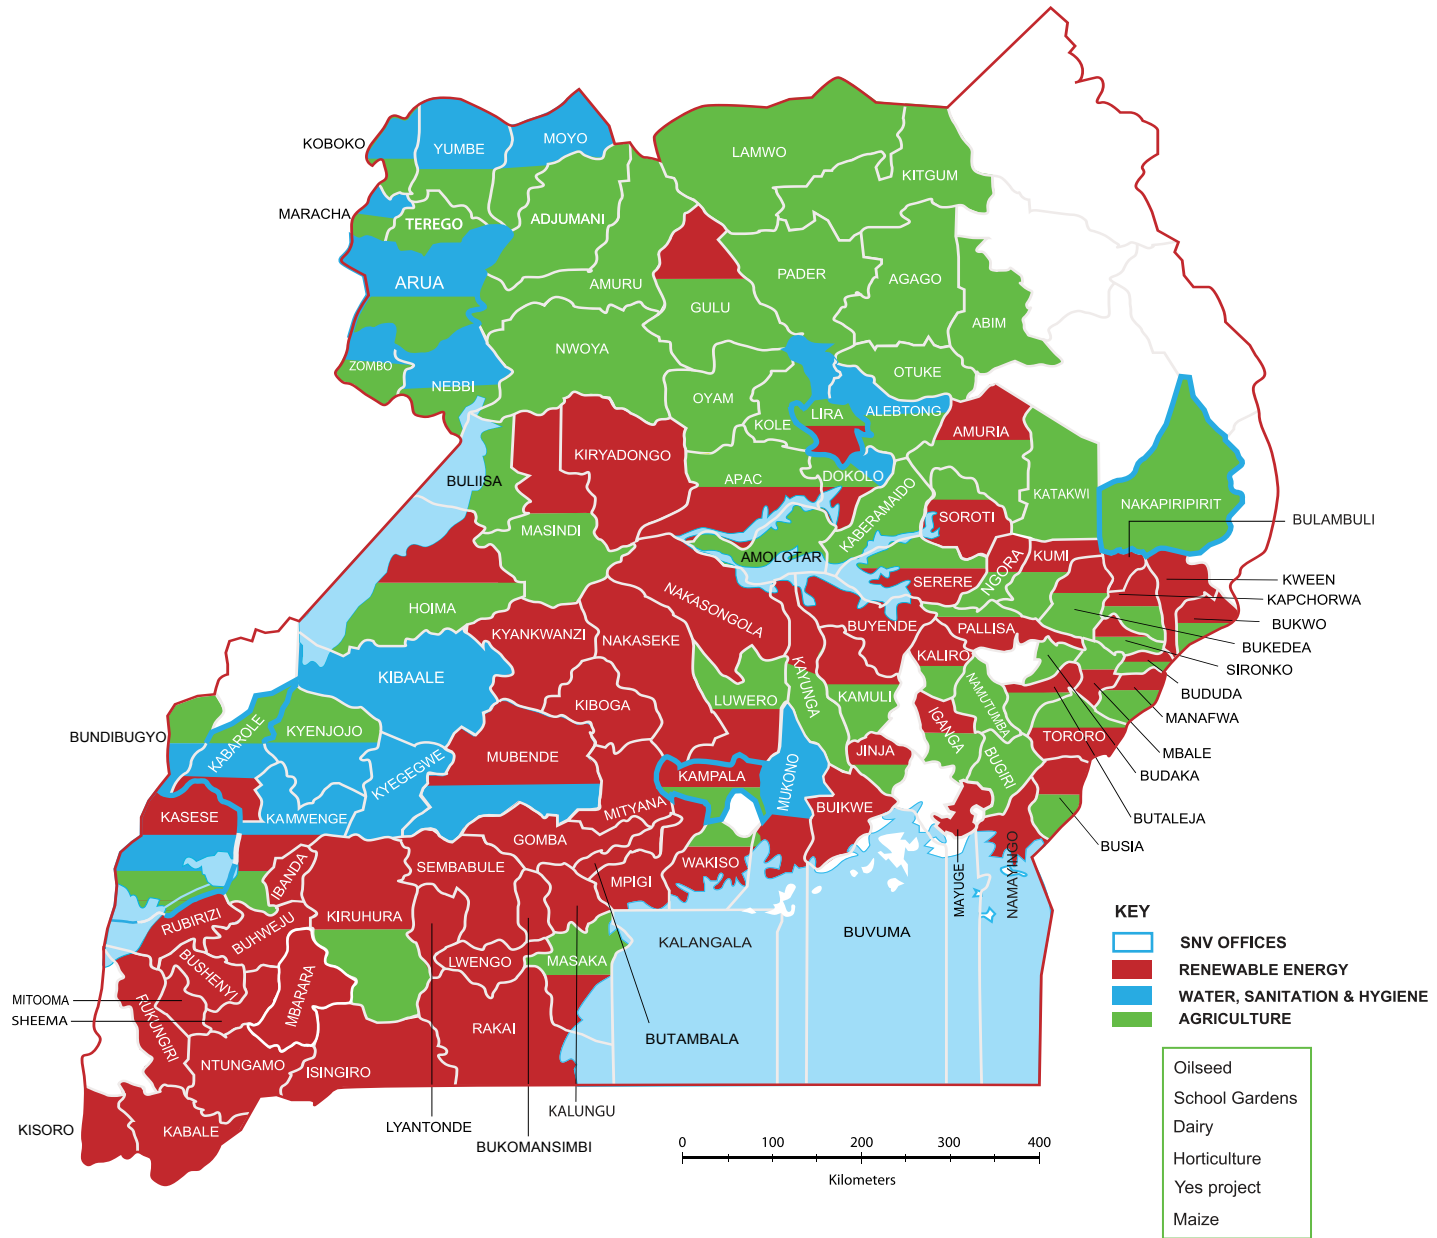 KOBOKO
YUMBE
MOYO
LAMWO
KITGUM
MARACHA
TEREGO
ADJUMANI
ARUA
AMURU
GULU
PADER
AGAGO
ABIM
ZOMBO
NEBBI
NWOYA
OYAM
KOLE
LIRA
OTUKE
ALEBTONG
AMURIA
KIRYADONGO
BULIISA
APAC
DOKOLO
KABERAMAIDO
KATAKWI
NAKAPIRIPIRIT
MASINDI
SOROTI
BULAMBULI
AMOLOTAR
SERERE
NGORA
KUMI
KWEEN
KAPCHORWA
HOIMA
NAKASONGOLA
BUKWO
KYANKWANZI
NAKASEKE
BUYENDE
PALLISA
BUKEDEA
KALIRO
SIRONKO
KIBAALE
KAYUNGA
KAMULI
NAMUTUMBA
BUDUDA
LUWERO
KIBOGA
MANAFWA
BUNDIBUGYO
KABAROLE
KYENJOJO
IGANGA
TORORO
MBALE
MUBENDE
JINJA
BUGIRI
BUDAKA
KYEGEGWE
KAMPALA
MUKONO
BUTALEJA
KASESE
KAMWENGE
MITYANA
BUIKWE
BUSIA
GOMBA
IBANDA
SEMBABULE
WAKISO
MPIGI
MAYUGE
NAMAYINGO
RUBIRIZI
BUHWEJU
KIRUHURA
KALANGALA
BUVUMA
BUSHENYI
LWENGO
MASAKA
MITOOMA
SHEEMA
RUKUNGIRI
MBARARA
RAKAI
BUTAMBALA
NTUNGAMO
ISINGIRO
KISORO
KABALE
LYANTONDE
BUKOMANSIMBI
KALUNGU
KEY
SNV OFFICES
RENEWABLE ENERGY
WATER, SANITATION & HYGIENE
AGRICULTURE
Oilseed
School Gardens
Dairy
Horticulture
Yes project
Maize
0 100 200 300 400
Kilometers